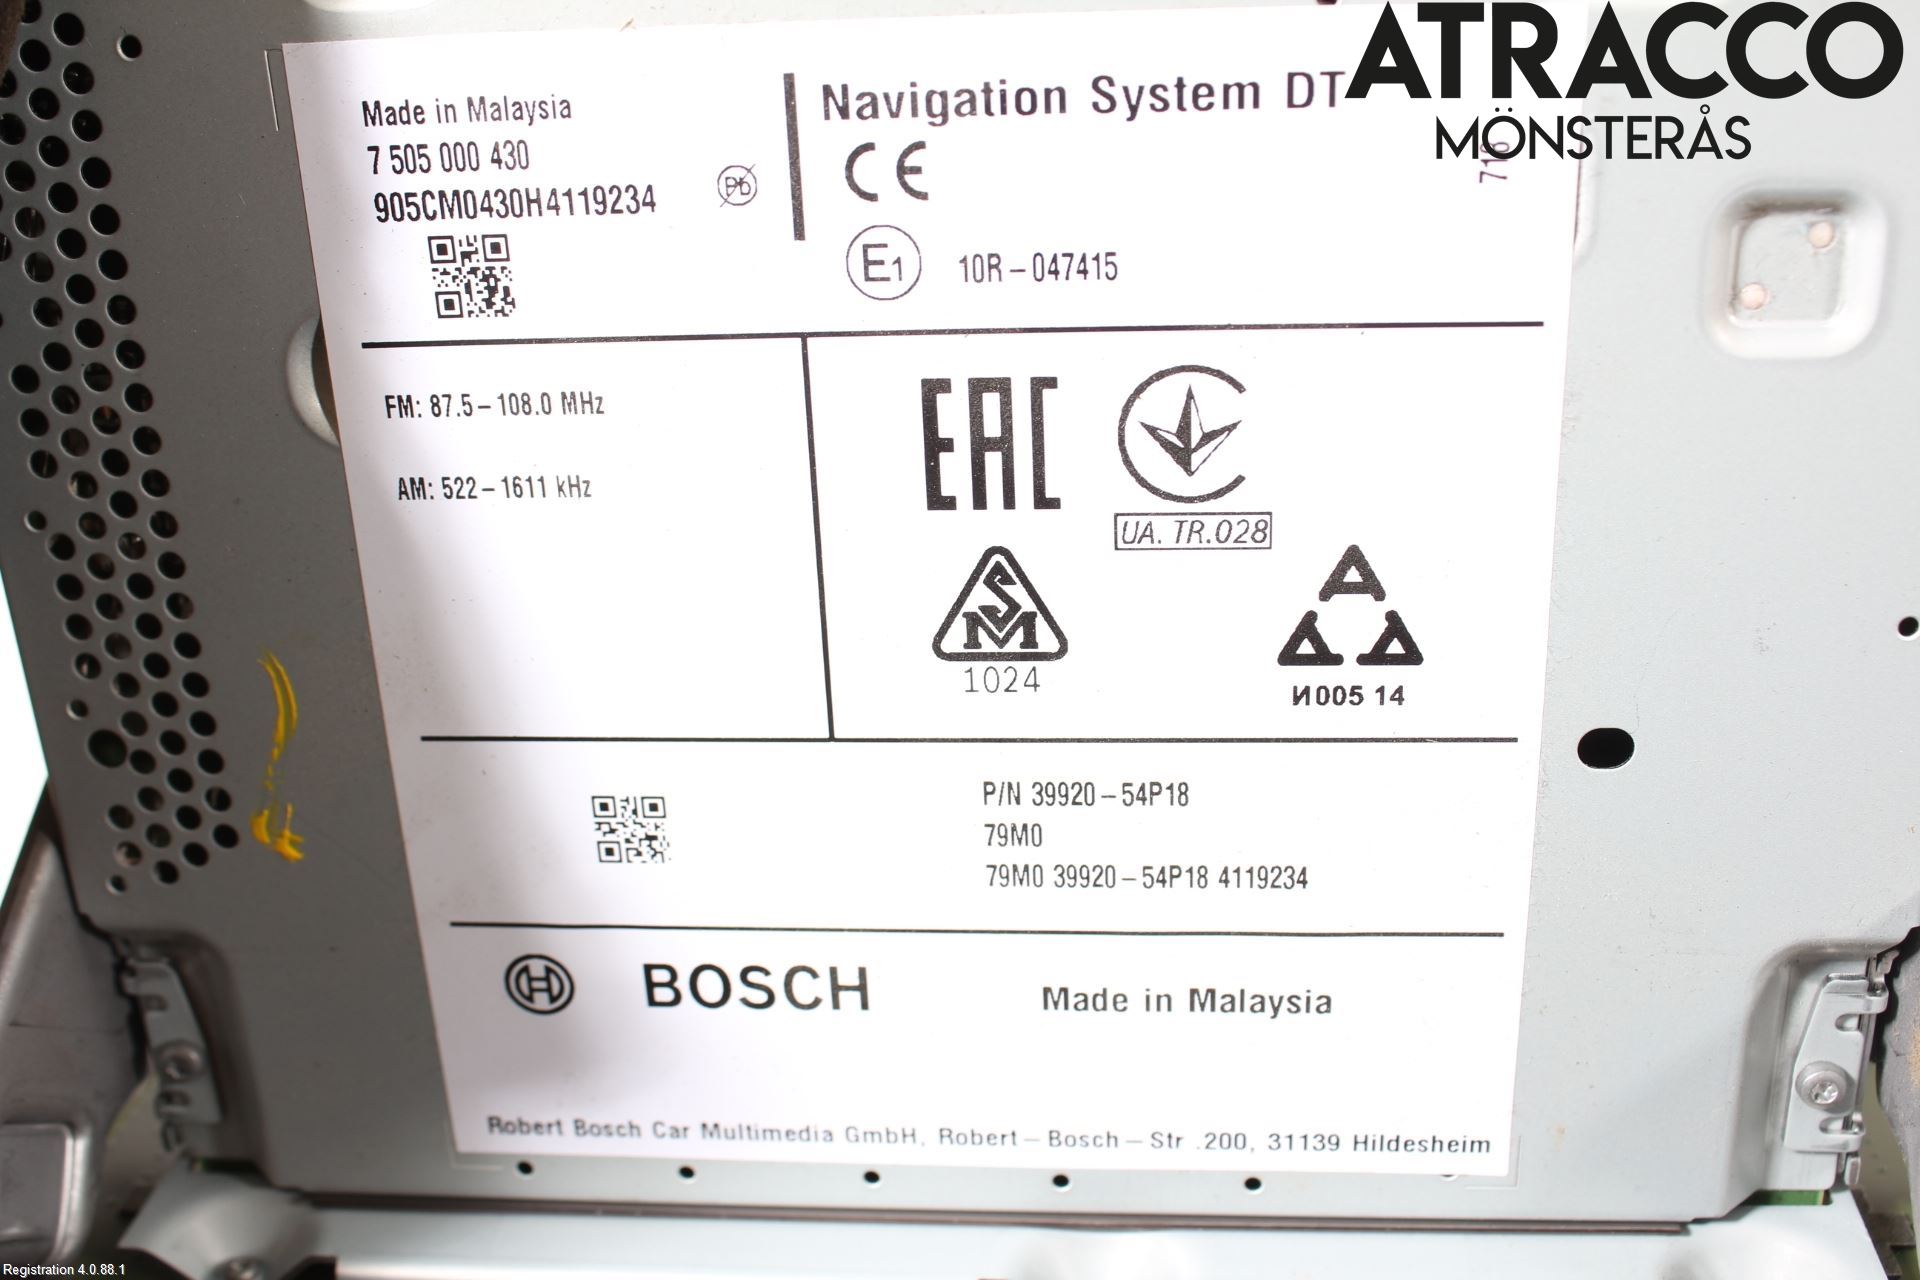 ATRACCO
MÖNSTERÅS
Made in Malaysia
7 505 000 430
905CM0430H4119234
Pb
Navigation System DT
CE
E1
10R-047415
FM: 87.5-108.0 MHz
AM: 522-1611 kHz
EAC
UA. TR.028
SM
1024
И005 14
P/N 39920-54P18
79M0
79M0 39920-54P18 4119234
BOSCH
Made in Malaysia
Robert Bosch Car Multimedia GmbH, Robert-Bosch-Str .200, 31139 Hildesheim
Registration 4.0.88.1